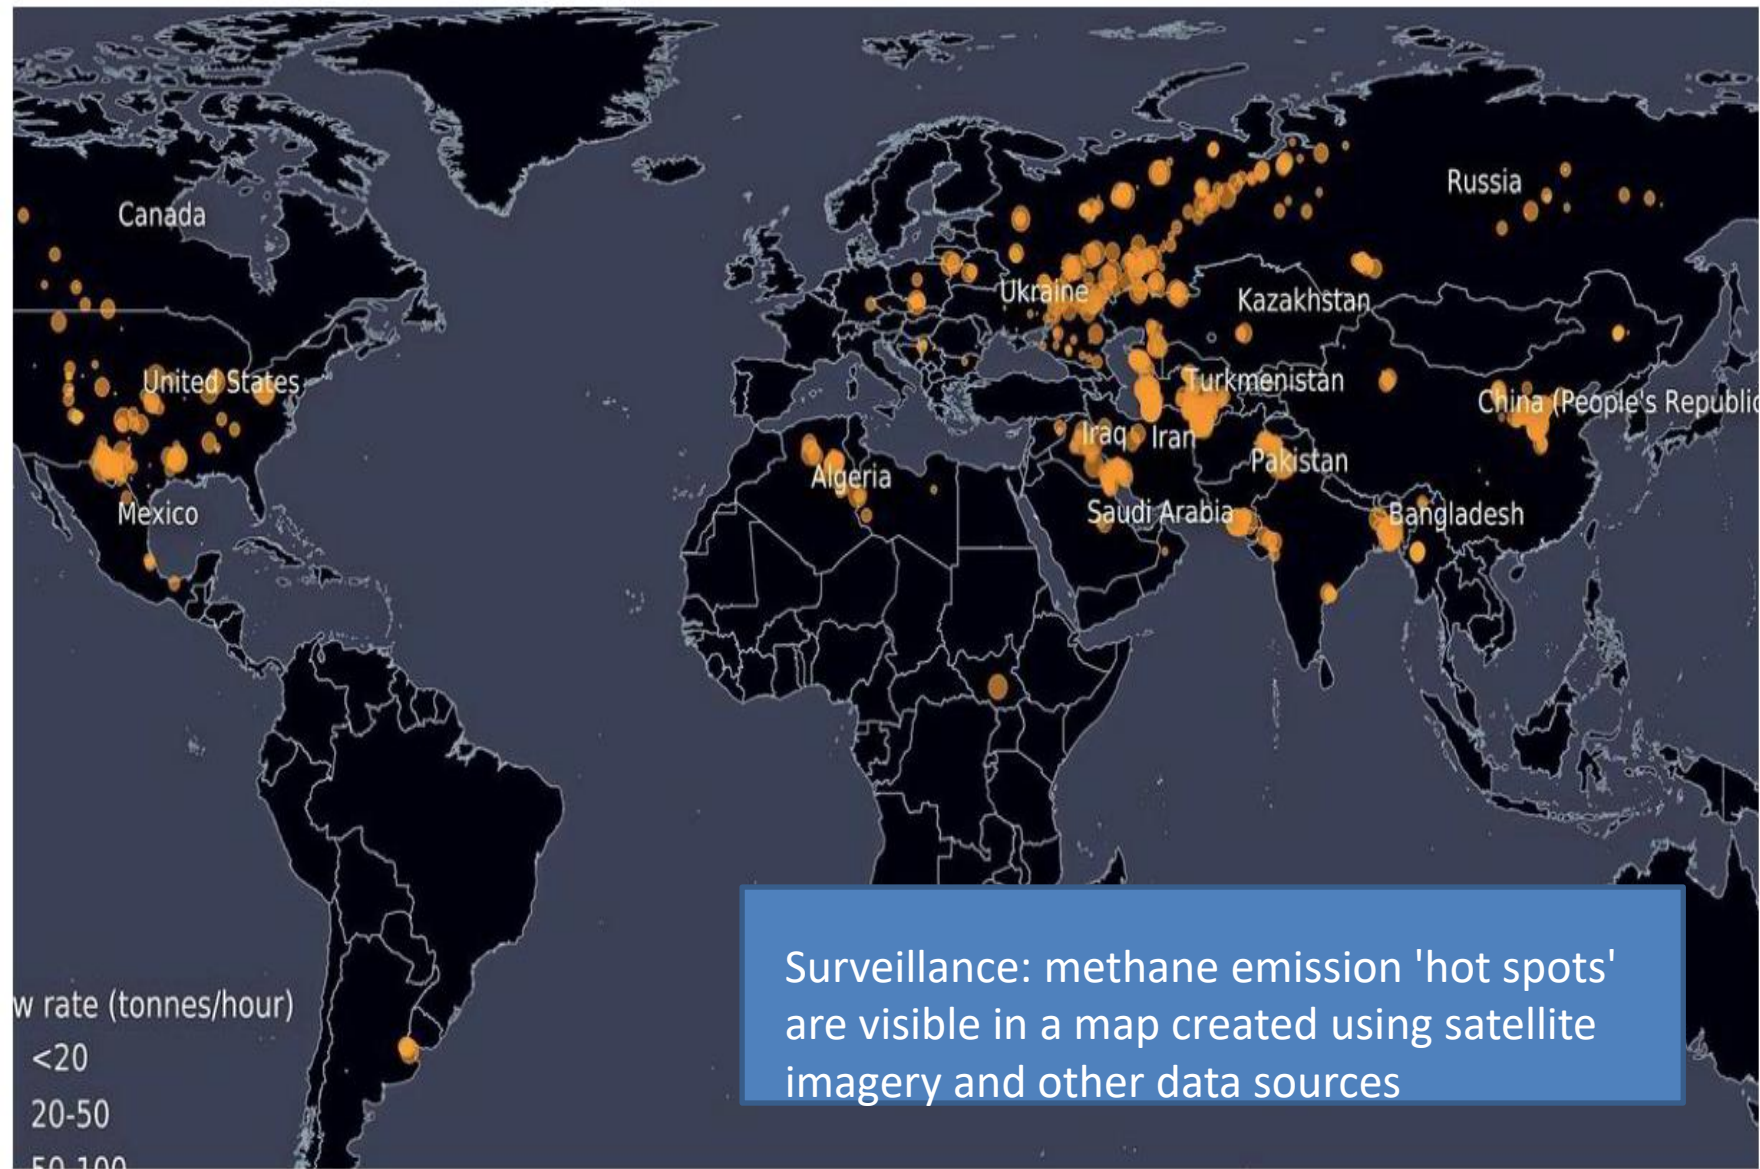 Canada
Russia
Ukraine
Kazakhstan
United States
Turkmenistan
China (People's Republic
Iraq
Iran
Algeria
Pakistan
Mexico
Saudi Arabia
Bangladesh
w rate (tonnes/hour)
<20
20-50
50-100
Surveillance: methane emission 'hot spots'
are visible in a map created using satellite
imagery and other data sources